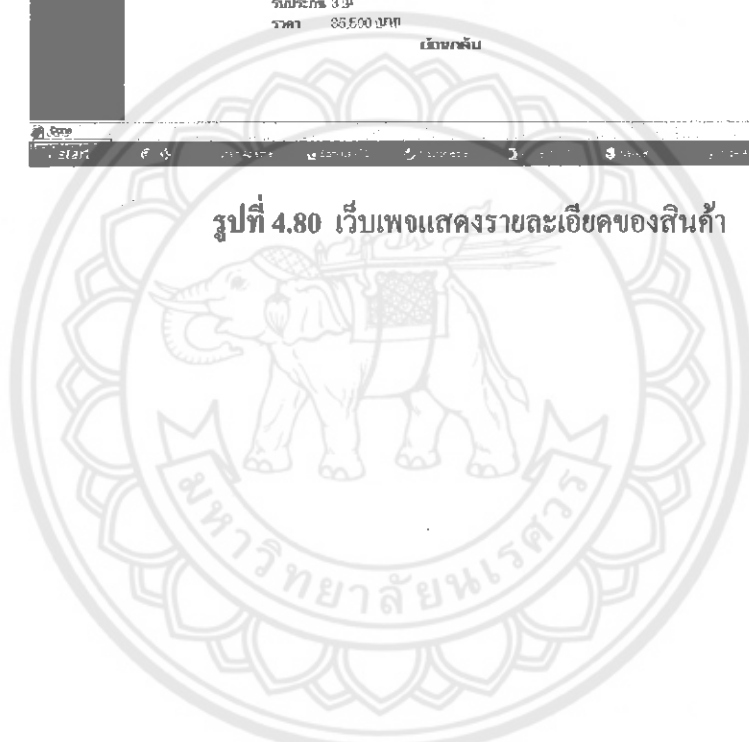 รับประกัน 3 ปี
ราคา 35,500 บาท
ย้อนกลับ
Done
start
รูปที่ 4.80 เว็บเพจแสดงรายละเอียดของสินค้า
มหาวิทยาลัยนเรศวร